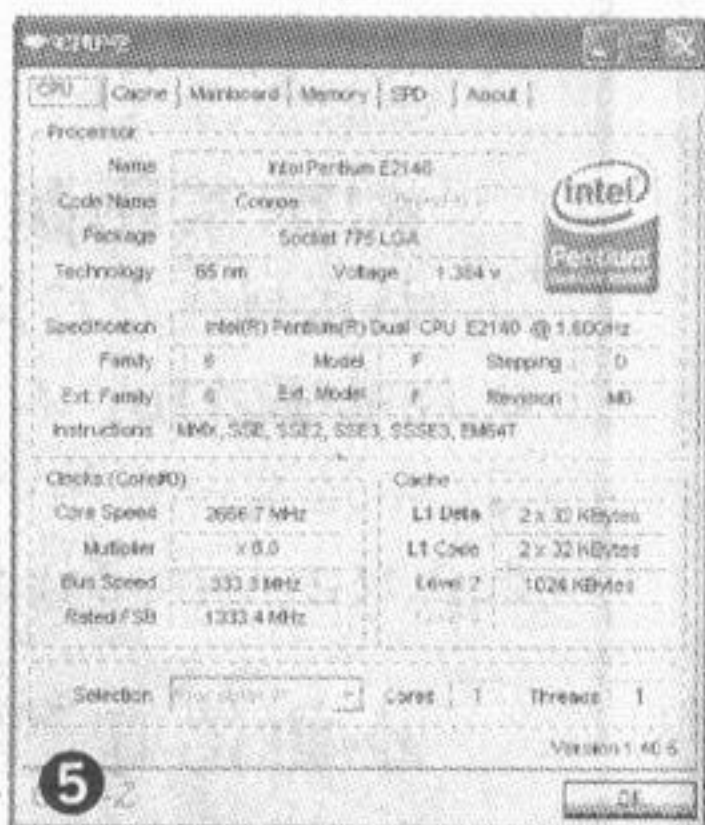 CPU Cache Mainboard Memory SPD About
Processor
Name Intel Pentium E2140
Code Name Conroe
intel
Pentium
Package Socket 775 LGA
Technology 65 nm Voltage 1.384 v
Specification Intel(R) Pentium(R) Dual CPU E2140 @ 1.60GHz
Family 6 Model F Stepping D
Ext. Family 6 Ext. Model F Revision M0
Instructions MMX, SSE, SSE2, SSE3, SSSE3, EM64T
Clocks (Core#0) Cache
Core Speed 2666.7 MHz L1 Data 2 x 32 KBytes
Multiplier L1 Code 2 x 32 KBytes
Bus Speed 333.3 MHz Level 2 1024 KBytes
Rated FSB 1333.4 MHz
Selection Cores 1 Threads 1
Version 1.40.5
5
OK